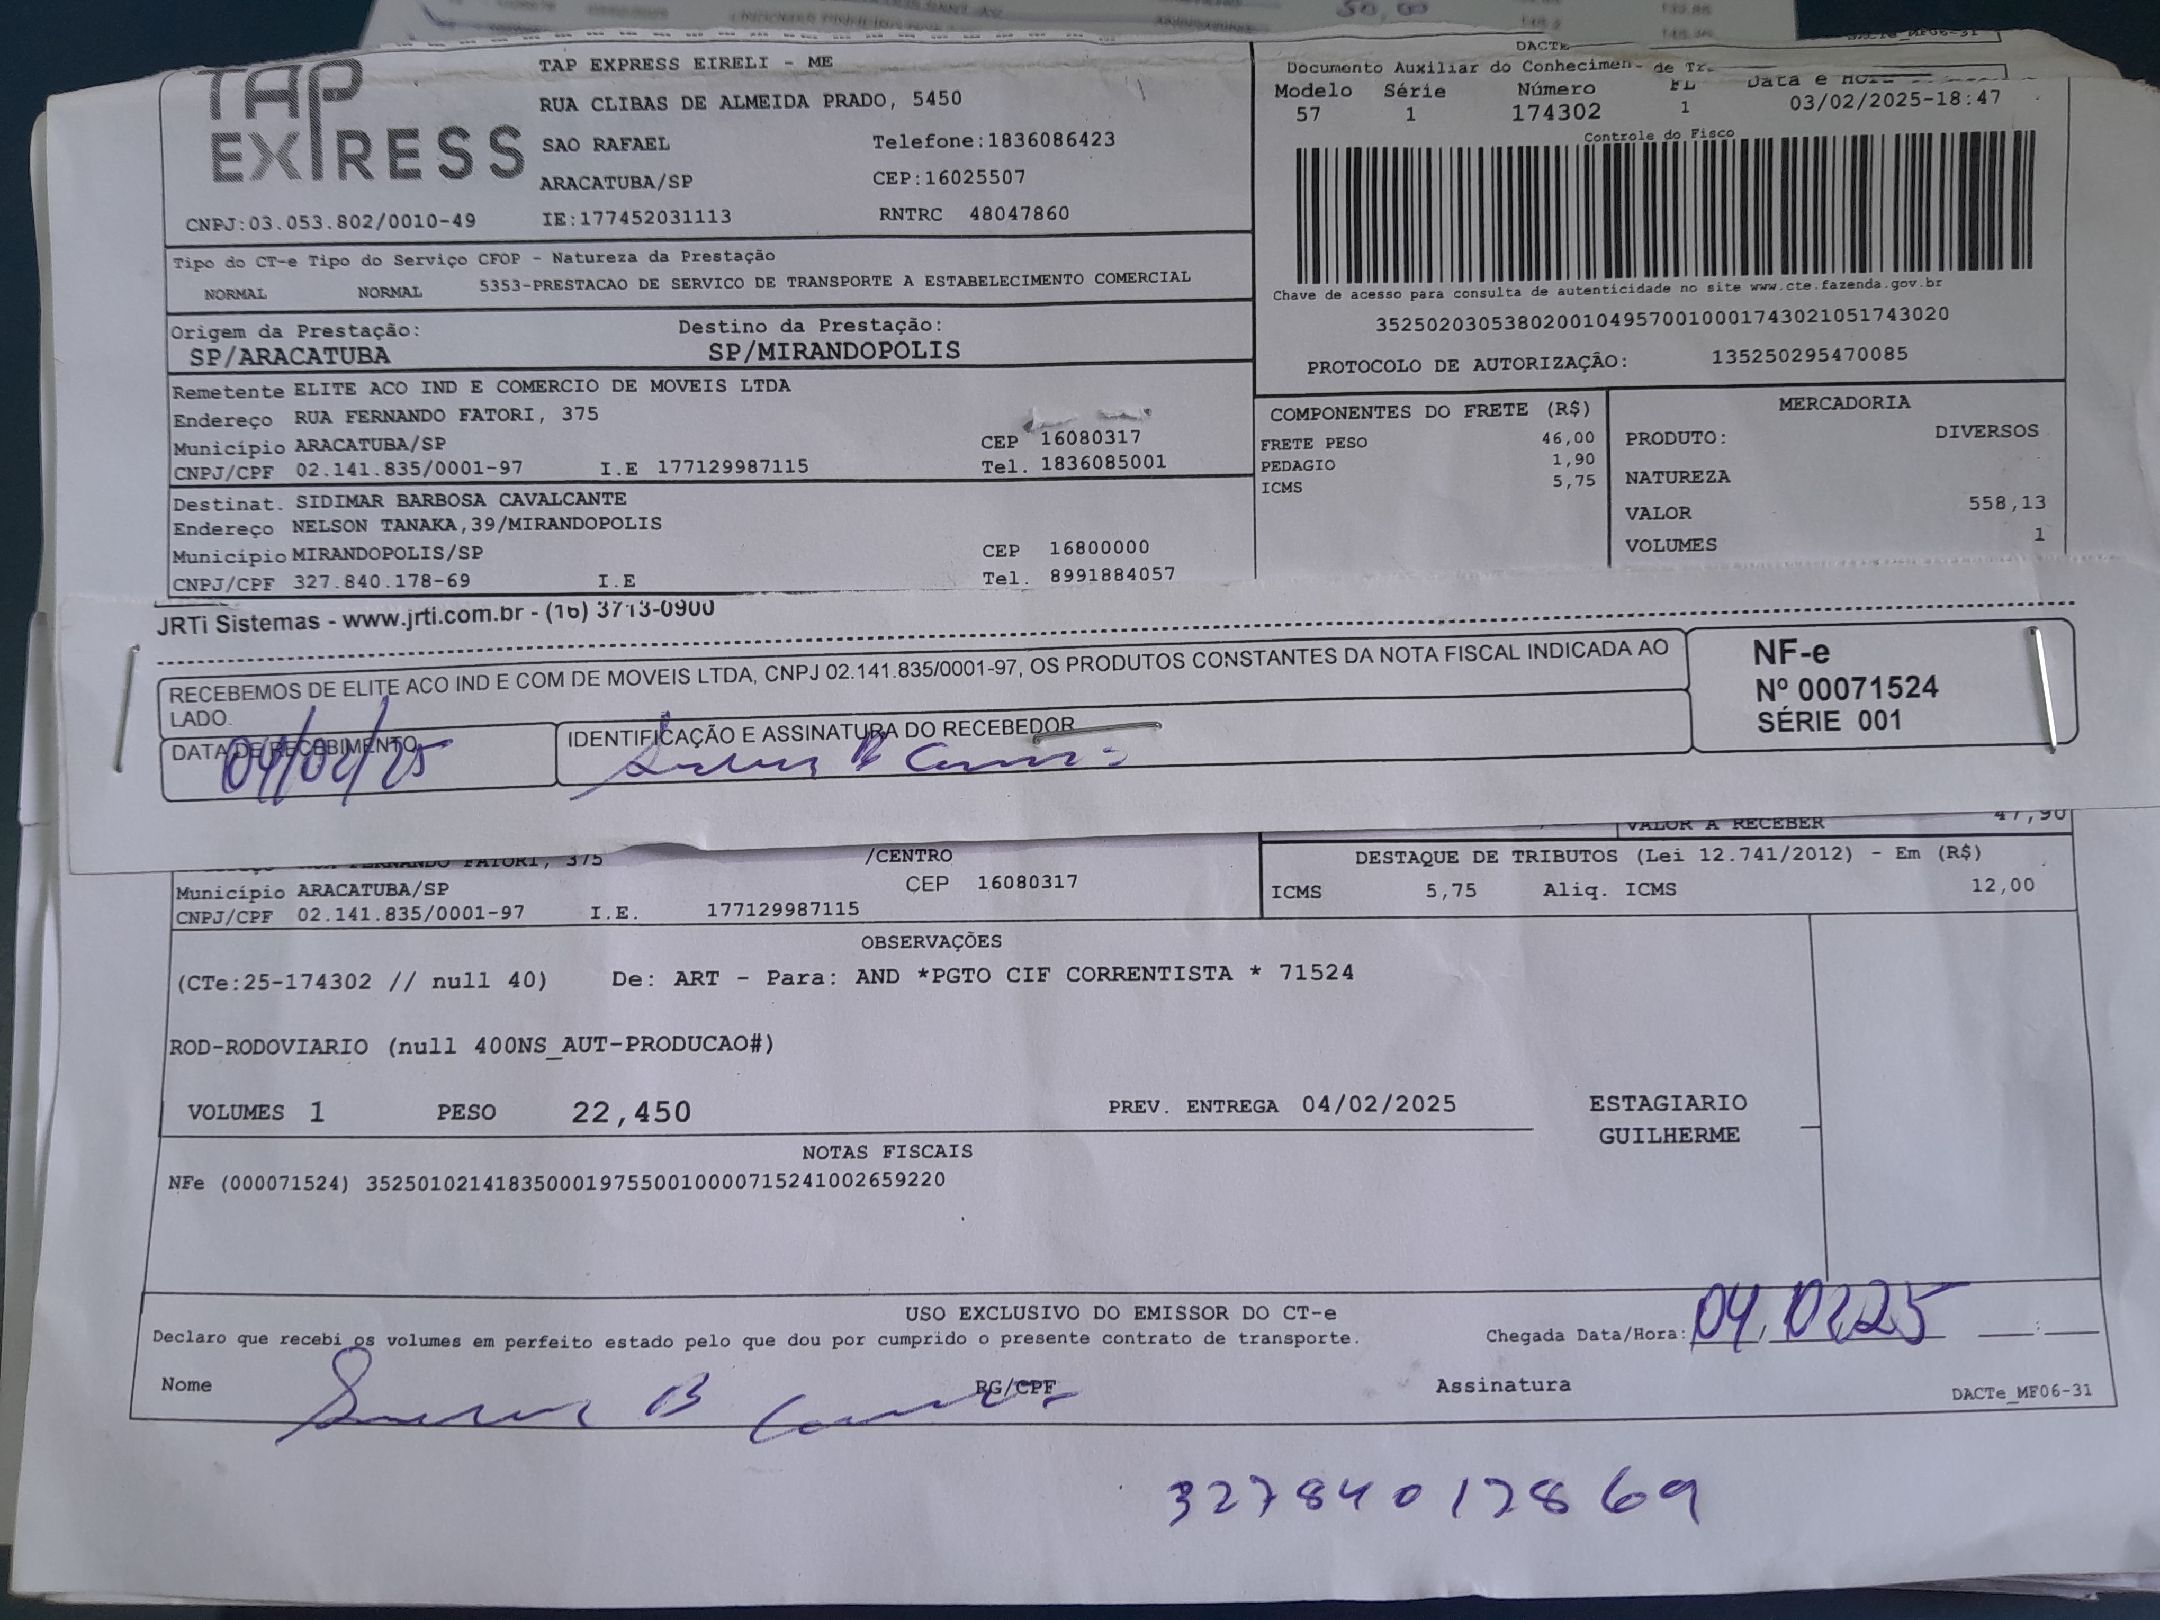 TAP EXPRESS
TAP EXPRESS EIRELI - ME
RUA CLIBAS DE ALMEIDA PRADO, 5450
SAO RAFAEL Telefone:1836086423
ARACATUBA/SP CEP:16025507
CNPJ:03.053.802/0010-49 IE:177452031113 RNTRC 48047860
DACTE
Documento Auxiliar do Conhecimen de Tr
Modelo Série Número FL Data e
57 1 174302 1 03/02/2025-18:47
Controle do Fisco
Chave de acesso para consulta de autenticidade no site www.cte.fazenda.gov.br
35250203053802001049570010001743021051743020
PROTOCOLO DE AUTORIZAÇÃO: 135250295470085
Tipo do CT-e Tipo do Serviço CFOP - Natureza da Prestação
NORMAL NORMAL 5353-PRESTACAO DE SERVICO DE TRANSPORTE A ESTABELECIMENTO COMERCIAL
Origem da Prestação: Destino da Prestação:
SP/ARACATUBA SP/MIRANDOPOLIS
Remetente ELITE ACO IND E COMERCIO DE MOVEIS LTDA
Endereço RUA FERNANDO FATORI, 375
Município ARACATUBA/SP CEP 16080317
CNPJ/CPF 02.141.835/0001-97 I.E 177129987115 Tel. 1836085001
Destinat. SIDIMAR BARBOSA CAVALCANTE
Endereço NELSON TANAKA,39/MIRANDOPOLIS
Município MIRANDOPOLIS/SP CEP 16800000
CNPJ/CPF 327.840.178-69 I.E Tel. 8991884057
COMPONENTES DO FRETE (R$)
FRETE PESO 46,00
PEDAGIO 1,90
ICMS 5,75
MERCADORIA
PRODUTO: DIVERSOS
NATUREZA
VALOR 558,13
VOLUMES 1
JRTi Sistemas - www.jrti.com.br - (16) 3713-0900
RECEBEMOS DE ELITE ACO IND E COM DE MOVEIS LTDA, CNPJ 02.141.835/0001-97, OS PRODUTOS CONSTANTES DA NOTA FISCAL INDICADA AO
LADO.
DATA DE RECEBIMENTO IDENTIFICAÇÃO E ASSINATURA DO RECEBEDOR
04/02/25
NF-e
Nº 00071524
SÉRIE 001
VALOR A RECEBER 47,90
FERNANDO FATORI, 375 /CENTRO
Município ARACATUBA/SP CEP 16080317
CNPJ/CPF 02.141.835/0001-97 I.E. 177129987115
DESTAQUE DE TRIBUTOS (Lei 12.741/2012) - Em (R$)
ICMS 5,75 Aliq. ICMS 12,00
OBSERVAÇÕES
(CTe:25-174302 // null 40) De: ART - Para: AND *PGTO CIF CORRENTISTA * 71524
ROD-RODOVIARIO (null 400NS_AUT-PRODUCAO#)
VOLUMES 1 PESO 22,450 PREV. ENTREGA 04/02/2025
ESTAGIARIO
GUILHERME
NOTAS FISCAIS
NFe (000071524) 35250102141835000197550010000715241002659220
USO EXCLUSIVO DO EMISSOR DO CT-e
Declaro que recebi os volumes em perfeito estado pelo que dou por cumprido o presente contrato de transporte.
Chegada Data/Hora: 04/02 25
Nome RG/CPF Assinatura
DACTe_MF06-31
327840178 69